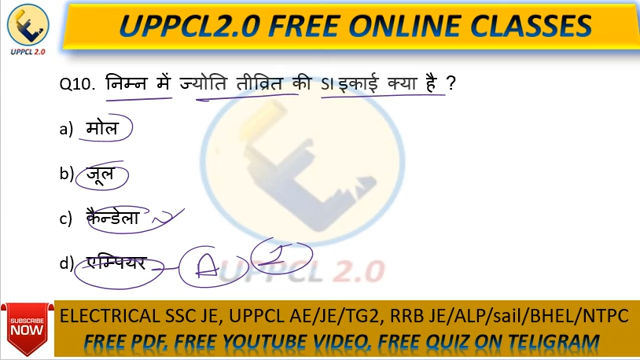 UPPCL2.0 FREE ONLINE CLASSES
UPPCL 2.0
Q10. निम्न में ज्योति तीव्रित की SI इकाई क्या है ?
a) मोल
b) जूल
c) कैन्डेला
d) एम्पियर
A I
UPPCL 2.0
SUBSCRIBE
NOW
ELECTRICAL SSC JE, UPPCL AE/JE/TG2, RRB JE/ALP/sail/BHEL/NTPC
FREE PDF, FREE YOUTUBE VIDEO, FREE QUIZ ON TELIGRAM